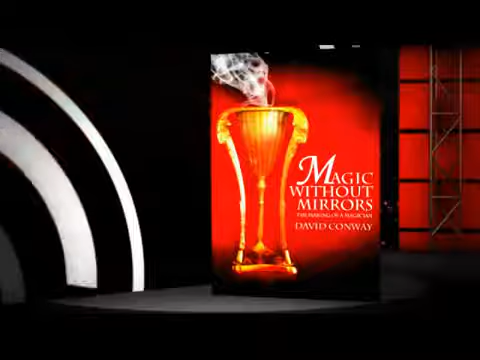 MAGIC
WITHOUT
MIRRORS
THE MAKING OF A MAGICIAN
DAVID CONWAY